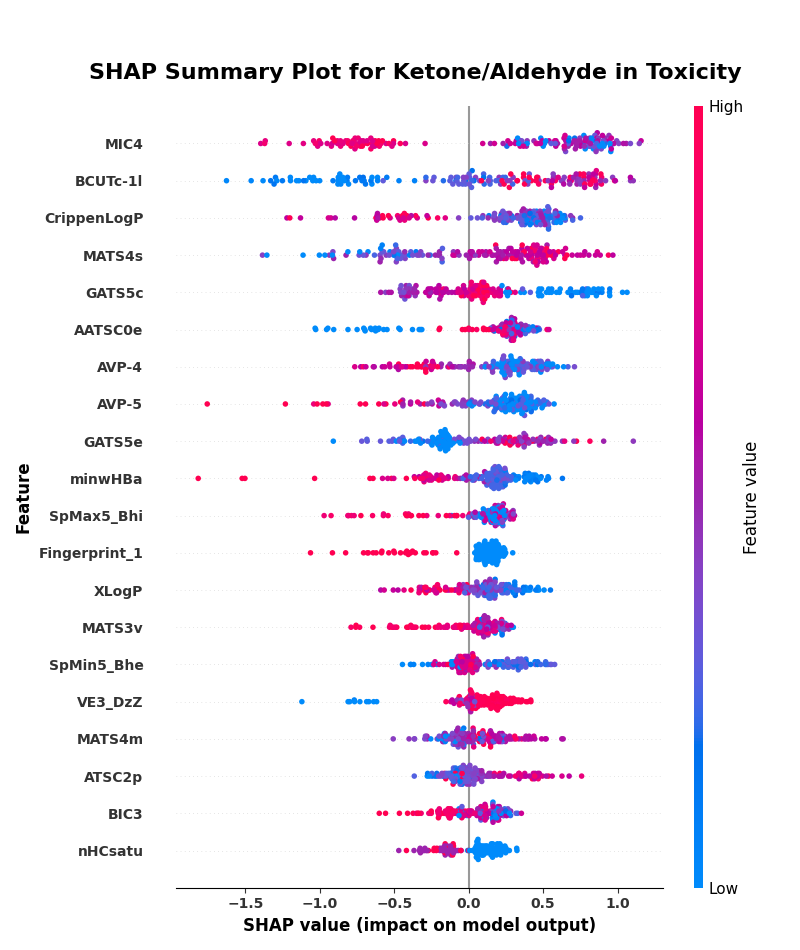 SHAP Summary Plot for Ketone/Aldehyde in Toxicity
High
MIC4
BCUTc-1l
CrippenLogP
MATS4s
GATS5c
AATSC0e
AVP-4
AVP-5
GATS5e
minwHBa
SpMax5_Bhi
Fingerprint_1
XLogP
MATS3v
SpMin5_Bhe
VE3_DzZ
MATS4m
ATSC2p
BIC3
nHCsatu
Feature
Feature value
Low
−1.5 −1.0 −0.5 0.0 0.5 1.0
SHAP value (impact on model output)